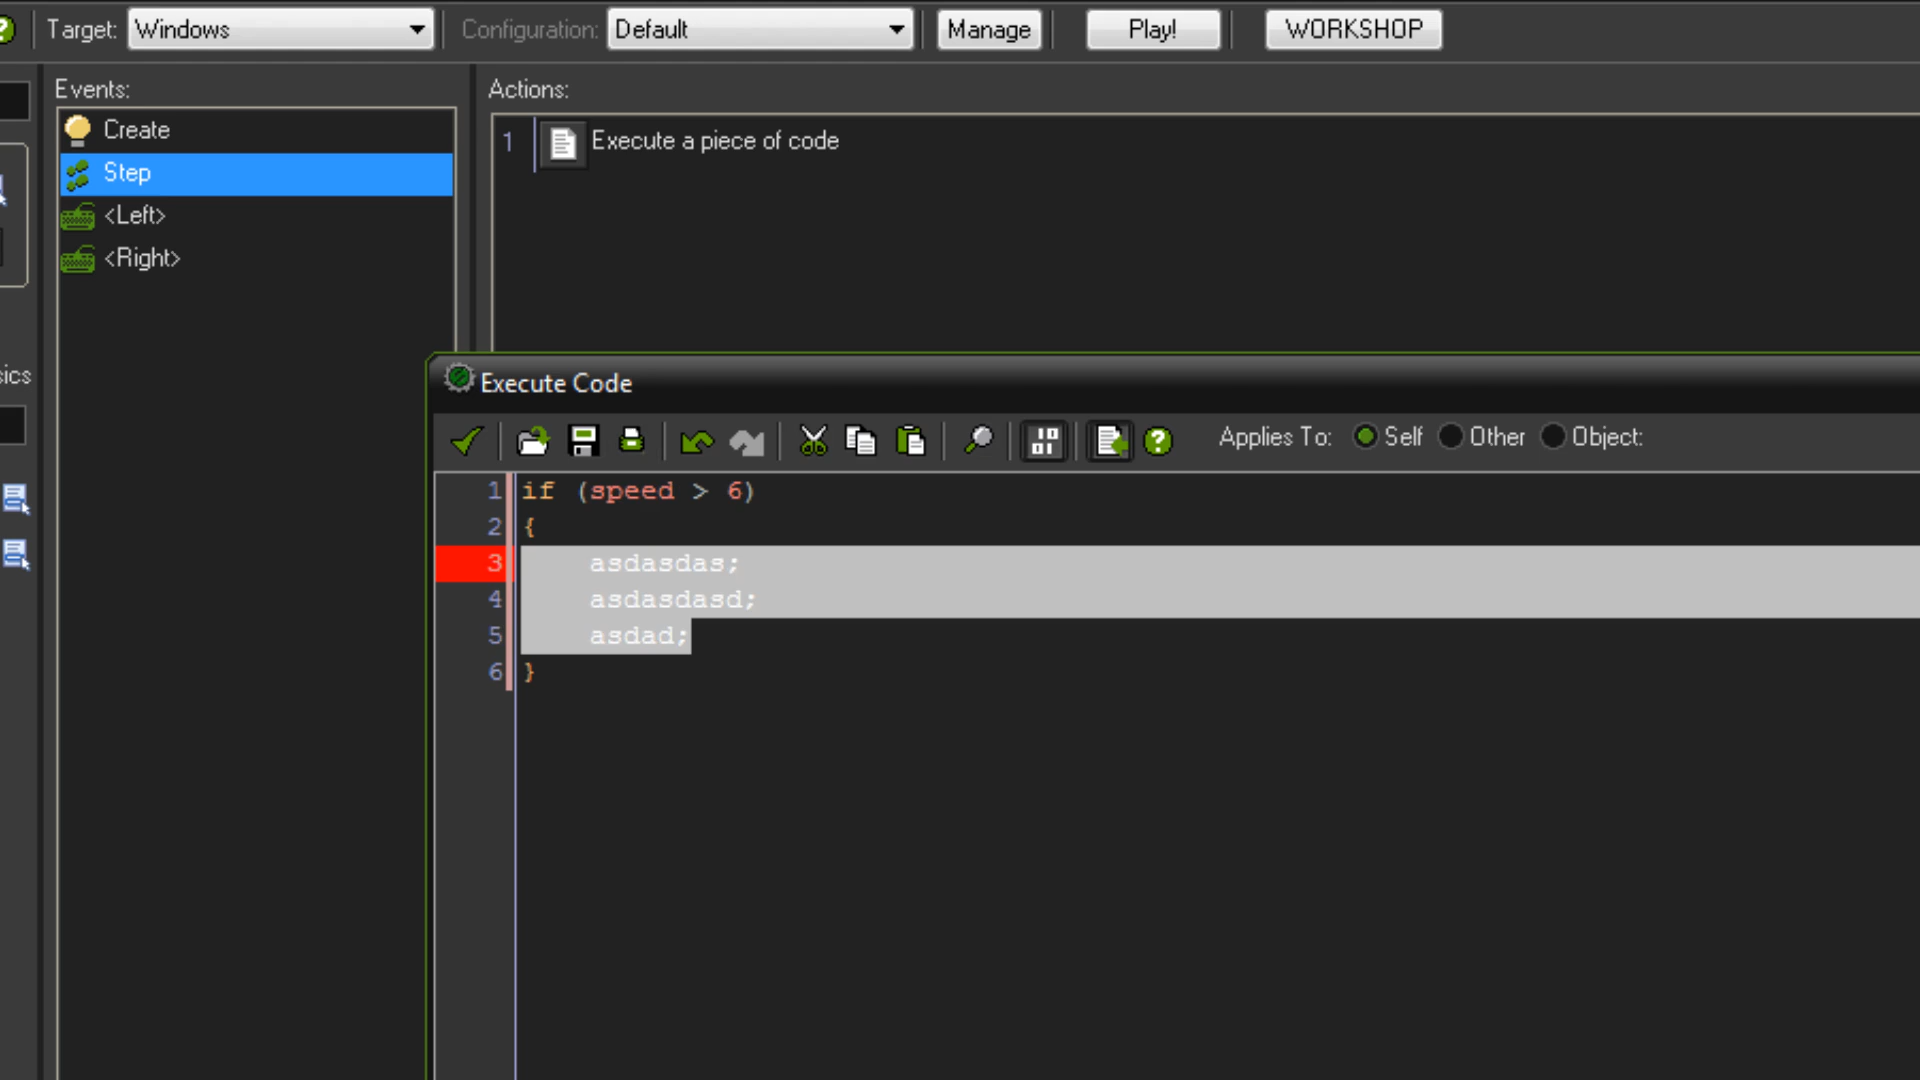 Target: Windows Configuration: Default Manage Play! WORKSHOP
Events:
Create
Step
<Left>
<Right>
Actions:
1 Execute a piece of code
Execute Code
Applies To: Self Other Object:
1 if (speed > 6)
2 {
3 asdasdas;
4 asdasdasd;
5 asdad;
6 }